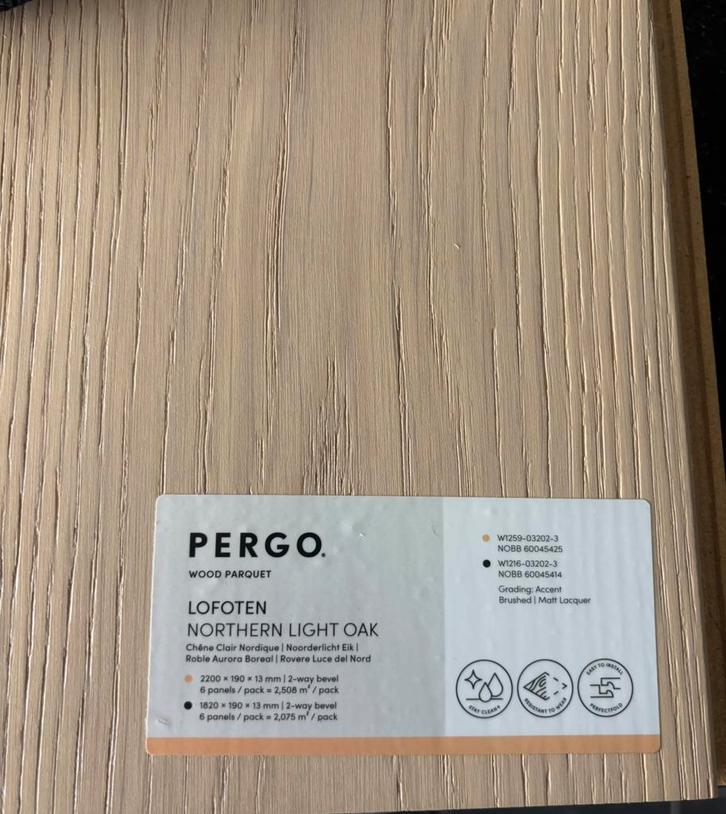 PERGO®
WOOD PARQUET
LOFOTEN
NORTHERN LIGHT OAK
Chêne Clair Nordique | Noorderlicht Eik |
Roble Aurora Boreal | Rovere Luce del Nord
2200 × 190 × 13 mm | 2-way bevel
6 panels / pack = 2,508 m² / pack
1820 × 190 × 13 mm | 2-way bevel
6 panels / pack = 2,075 m² / pack
W1259-03202-3
NOBB 60045425
W1216-03202-3
NOBB 60045414
Grading: Accent
Brushed | Matt Lacquer
STAY CLEAN+
RESISTANT TO WEAR
EASY TO INSTALL
PERFECTFOLD